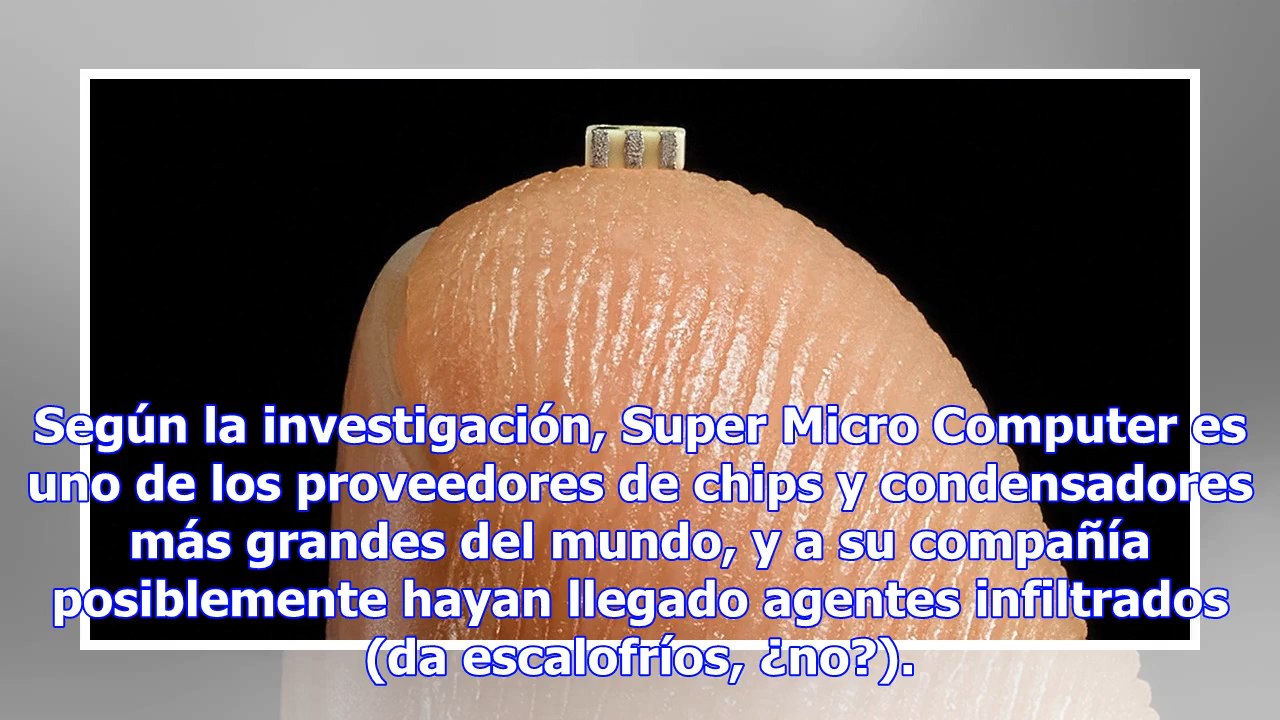 Según la investigación, Super Micro Computer es
uno de los proveedores de chips y condensadores
más grandes del mundo, y a su compañía
posiblemente hayan llegado agentes infiltrados
(da escalofríos, ¿no?).